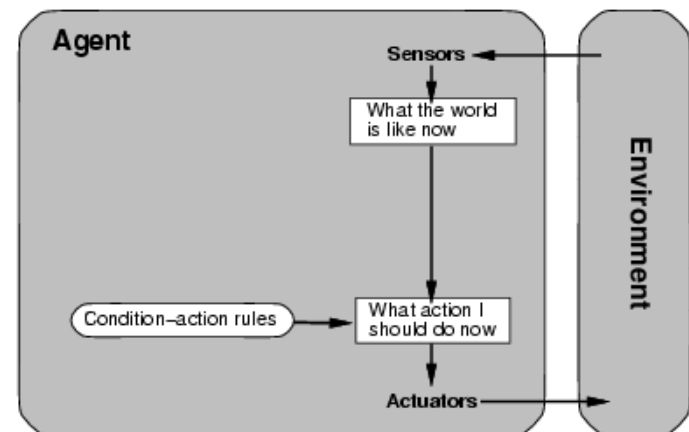 Agent
Sensors
What the world
is like now
Environment
Condition–action rules
What action I
should do now
Actuators